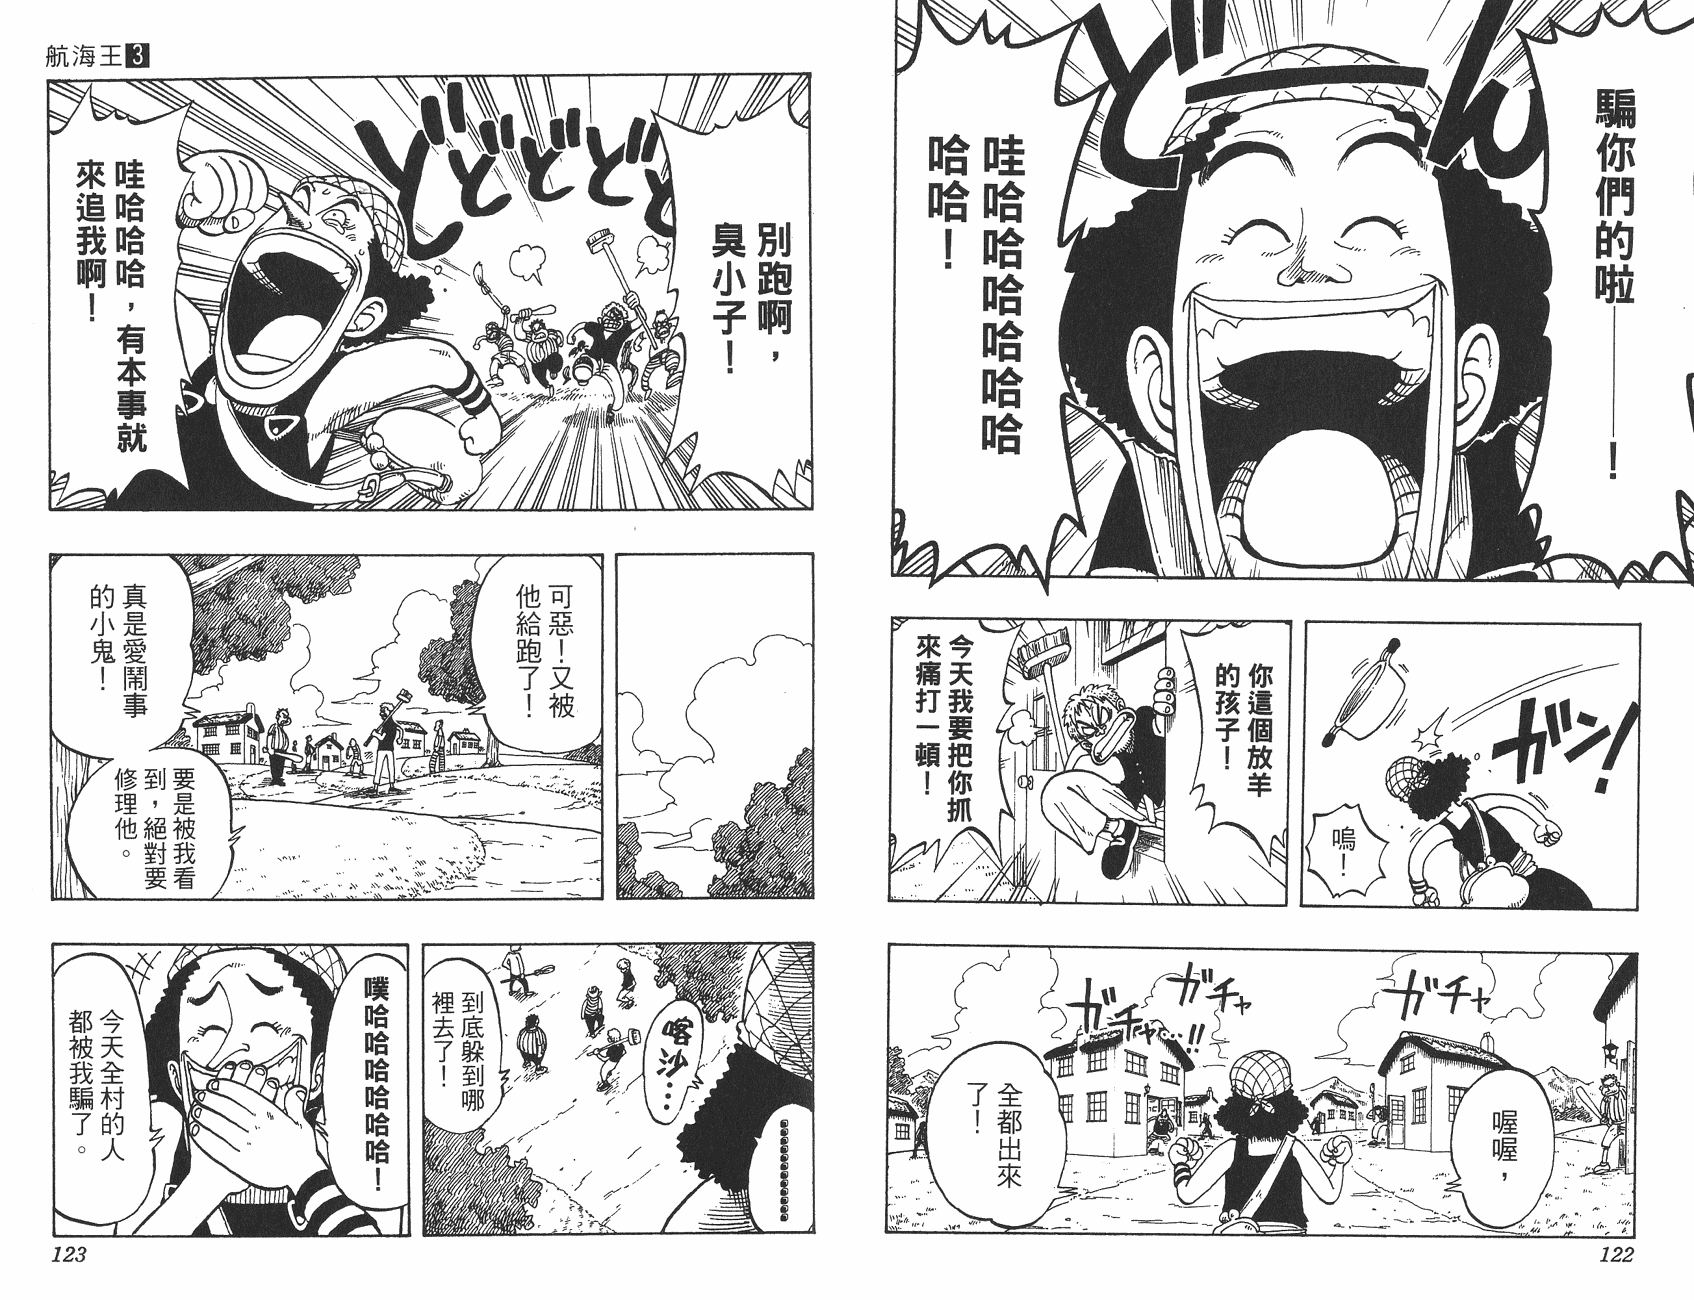 騙你們的啦——！
哇哈哈哈哈哈哈
哈哈！
どん
ガン!
嗚！
你這個放羊
的孩子！
今天我要把你抓
來痛打一頓！
ガチャ
ガチャ
ガチャ…!!
喔喔，
全都出來
了！
122
航海王3
別跑啊，
臭小子！
どどどどど
哇哈哈哈，有本事就
來追我啊！
可惡！又被
他給跑了！
真是愛鬧事
的小鬼！
要是被我看
到，絕對要
修理他。
喀沙…
到底躲到哪
裡去了！
噗哈哈哈哈哈哈！
今天全村的人
都被我騙了。
123